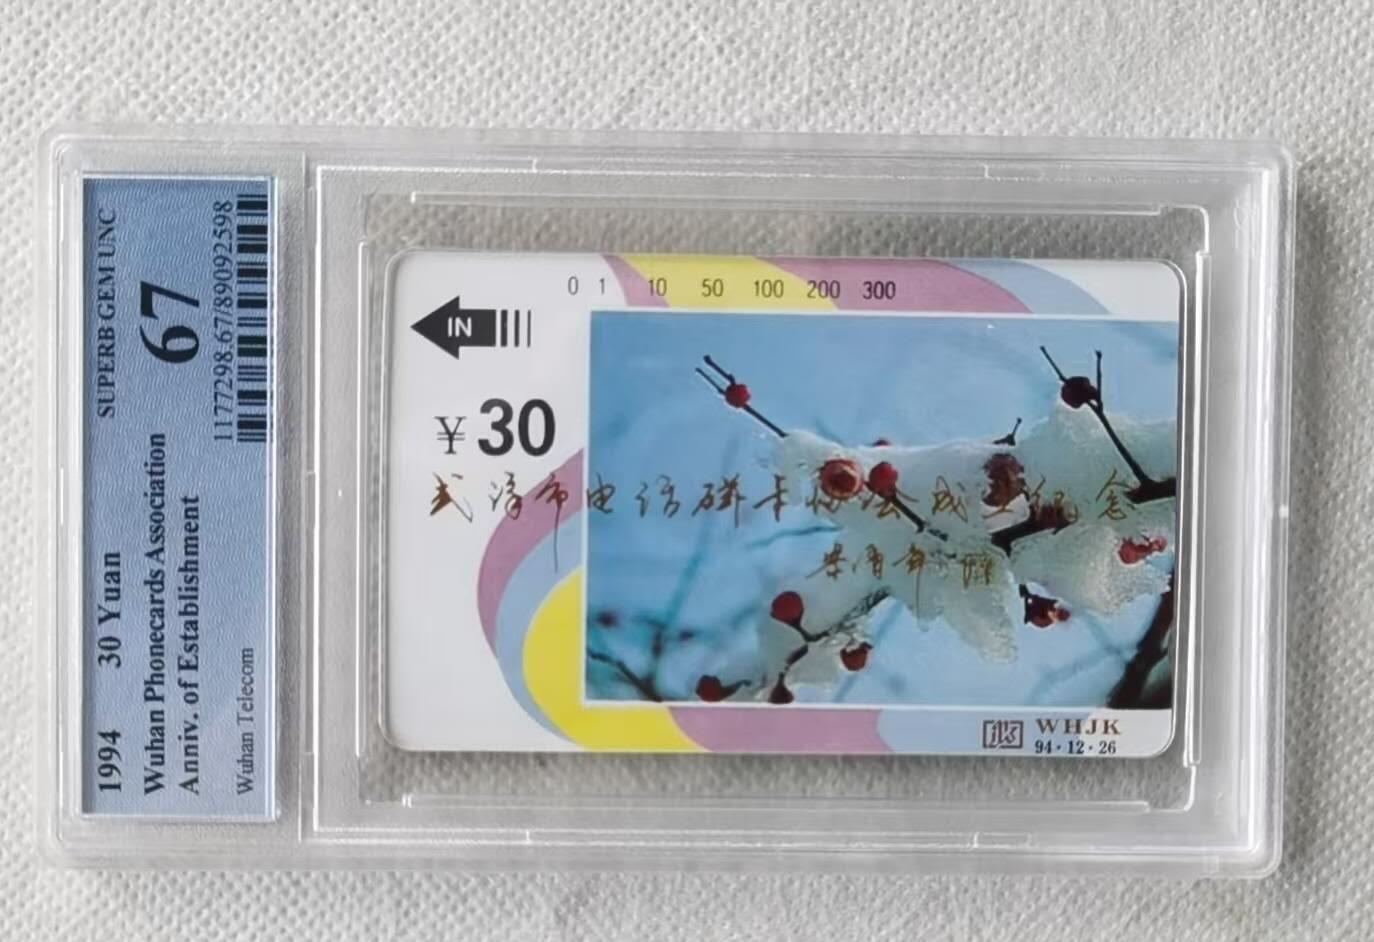 1994 30 Yuan
SUPERB GEM UNC
Wuhan Phonecards Association
67
Anniv. of Establishment
1177298.67/89092598
Wuhan Telecom
0 1 10 50 100 200 300
IN
¥ 30
武汉市电话磁卡协会成立纪念
WHJK
94·12·26